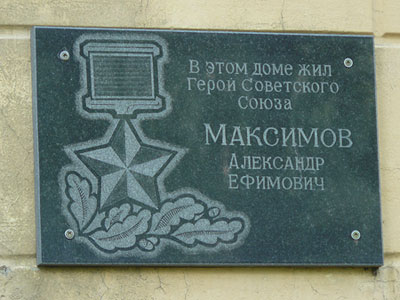 В этом доме жил
Герой Советского
Союза
Максимов
Александр
Ефимович